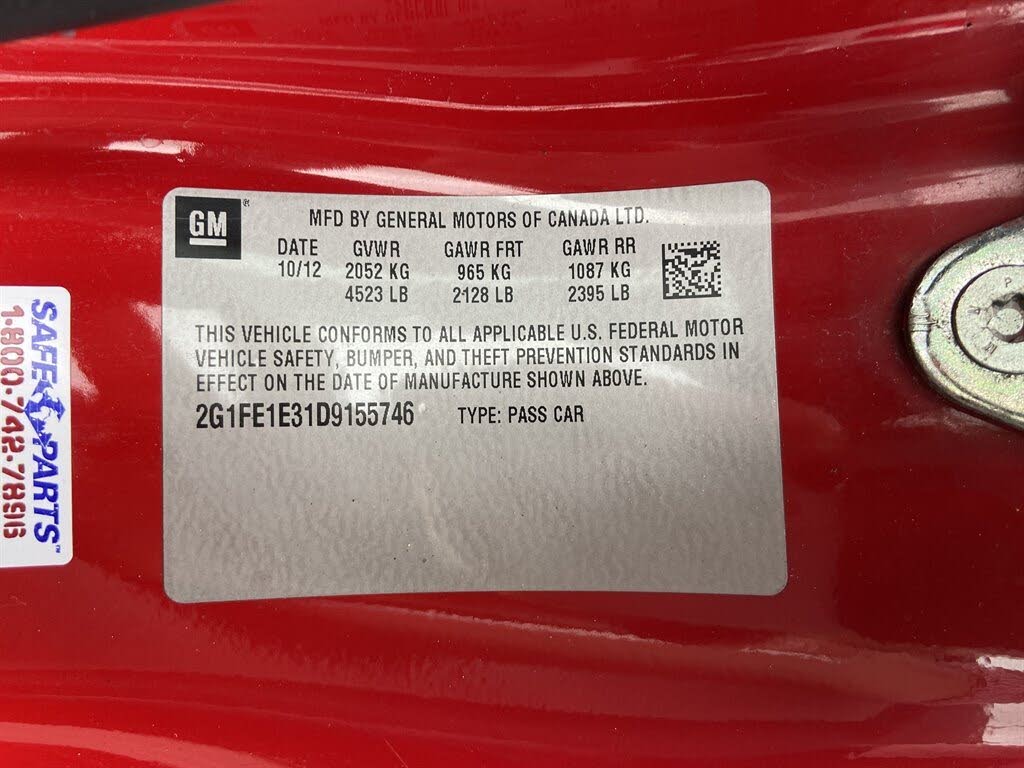 GM®
MFD BY GENERAL MOTORS OF CANADA LTD.
DATE GVWR GAWR FRT GAWR RR
10/12 2052 KG 965 KG 1087 KG
4523 LB 2128 LB 2395 LB
THIS VEHICLE CONFORMS TO ALL APPLICABLE U.S. FEDERAL MOTOR
VEHICLE SAFETY, BUMPER, AND THEFT PREVENTION STANDARDS IN
EFFECT ON THE DATE OF MANUFACTURE SHOWN ABOVE.
2G1FE1E31D9155746 TYPE: PASS CAR
SAFE PARTS™
1-800-742-7896